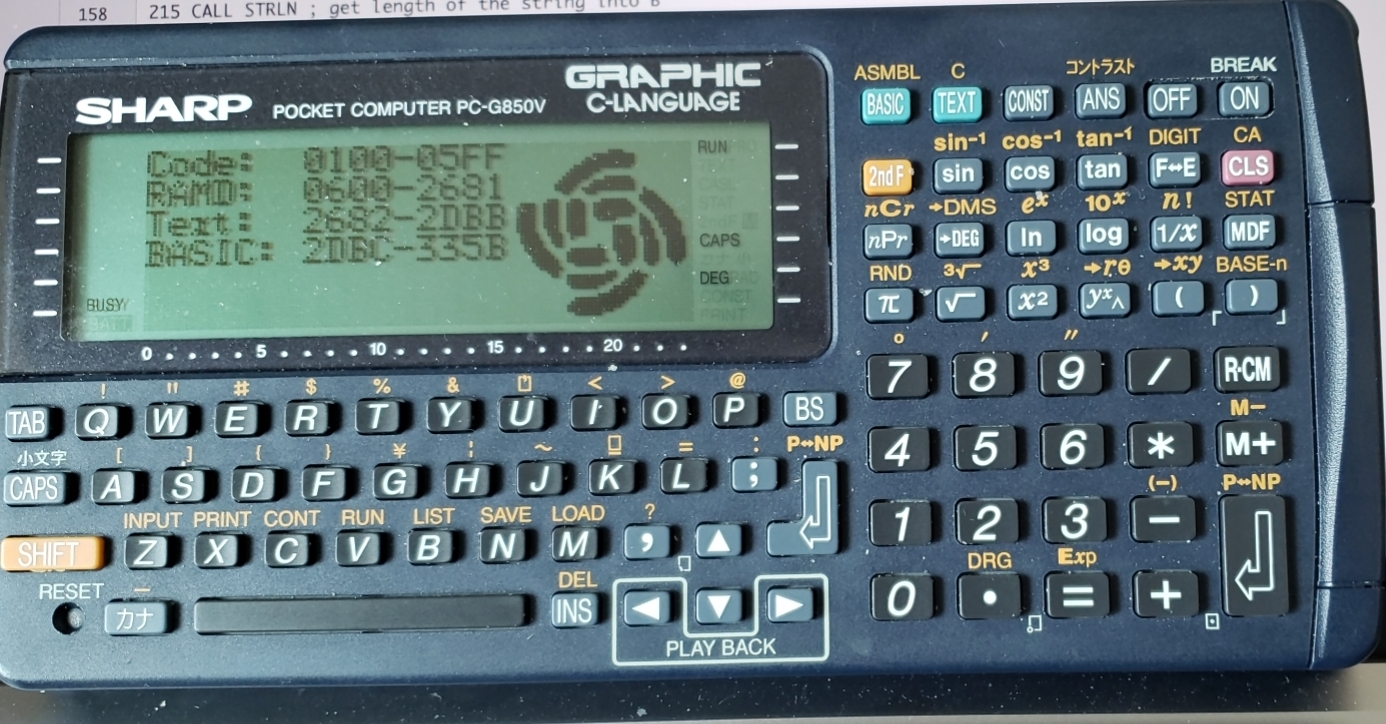 158 215 CALL STRLN ; get length of the string into B
GRAPHIC
SHARP POCKET COMPUTER PC-G850V C-LANGUAGE
Code: 0100-05FF
RAMD: 0600-2681
Text: 2682-2DBB
BASIC: 2DBC-335B
RUN
CAPS
DEG
BUSY
0 5 10 15 20
! " # $ % & < > @
TAB Q W E R T Y U I O P BS
小文字 [ ] { } ¥ ¦ ~ = : P↔NP
CAPS A S D F G H J K L ;
INPUT PRINT CONT RUN LIST SAVE LOAD ?
SHIFT Z X C V B N M , ▲
RESET DEL
カナ INS ◀ ▼ ▶
PLAY BACK
ASMBL C コントラスト BREAK
BASIC TEXT CONST ANS OFF ON
sin⁻¹ cos⁻¹ tan⁻¹ DIGIT CA
2nd F sin cos tan F↔E CLS
nCr →DMS eˣ 10ˣ n! STAT
nPr →DEG ln log 1/x MDF
RND ³√ x³ →rθ →xy BASE-n
π √ x² yˣ^ ( )
° ′ ″
7 8 9 / R·CM
M−
4 5 6 * M+
(−) P↔NP
1 2 3 −
DRG Exp
0 • = +